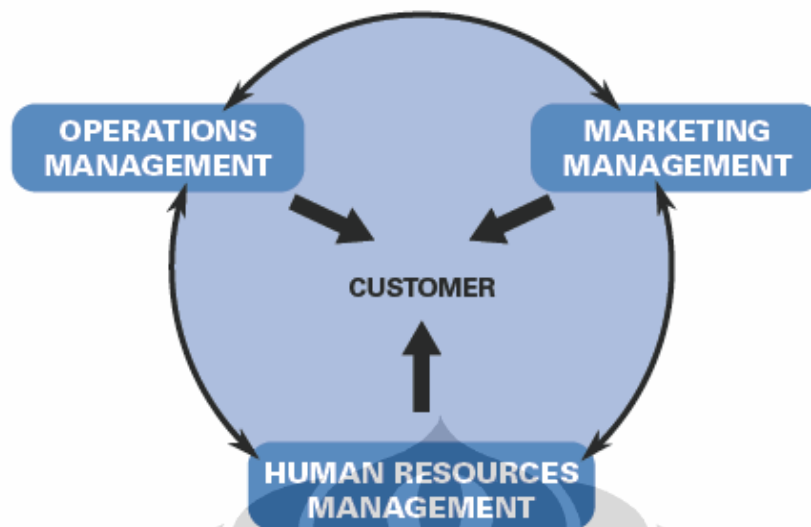 OPERATIONS
MANAGEMENT
MARKETING
MANAGEMENT
CUSTOMER
HUMAN RESOURCES
MANAGEMENT